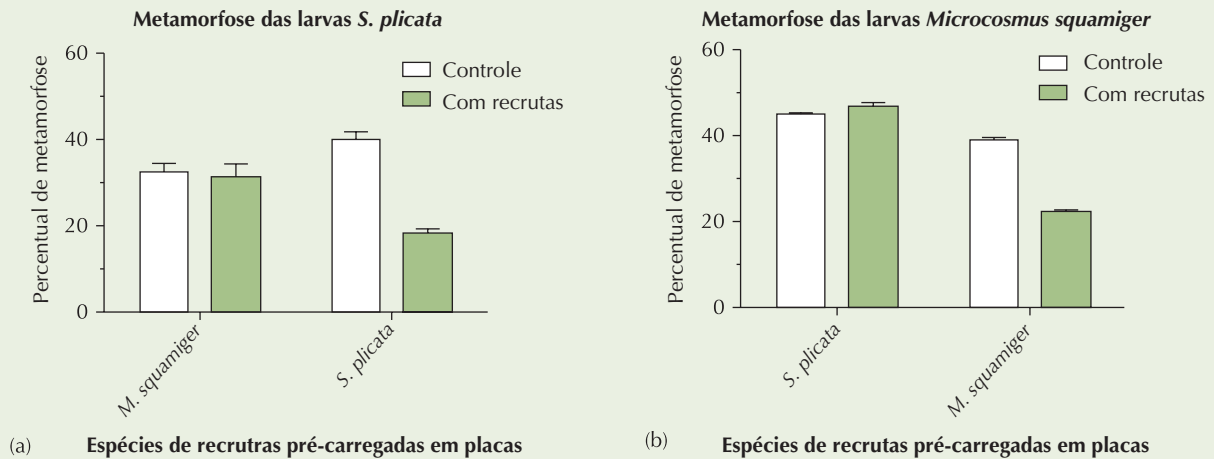 Metamorfose das larvas S. plicata
60
40
20
0
Percentual de metamorfose
Controle
Com recrutas
M. squamiger
S. plicata
(a)
Espécies de recrutras pré-carregadas em placas
Metamorfose das larvas Microcosmus squamiger
60
40
20
0
Percentual de metamorfose
Controle
Com recrutas
S. plicata
M. squamiger
(b)
Espécies de recrutas pré-carregadas em placas